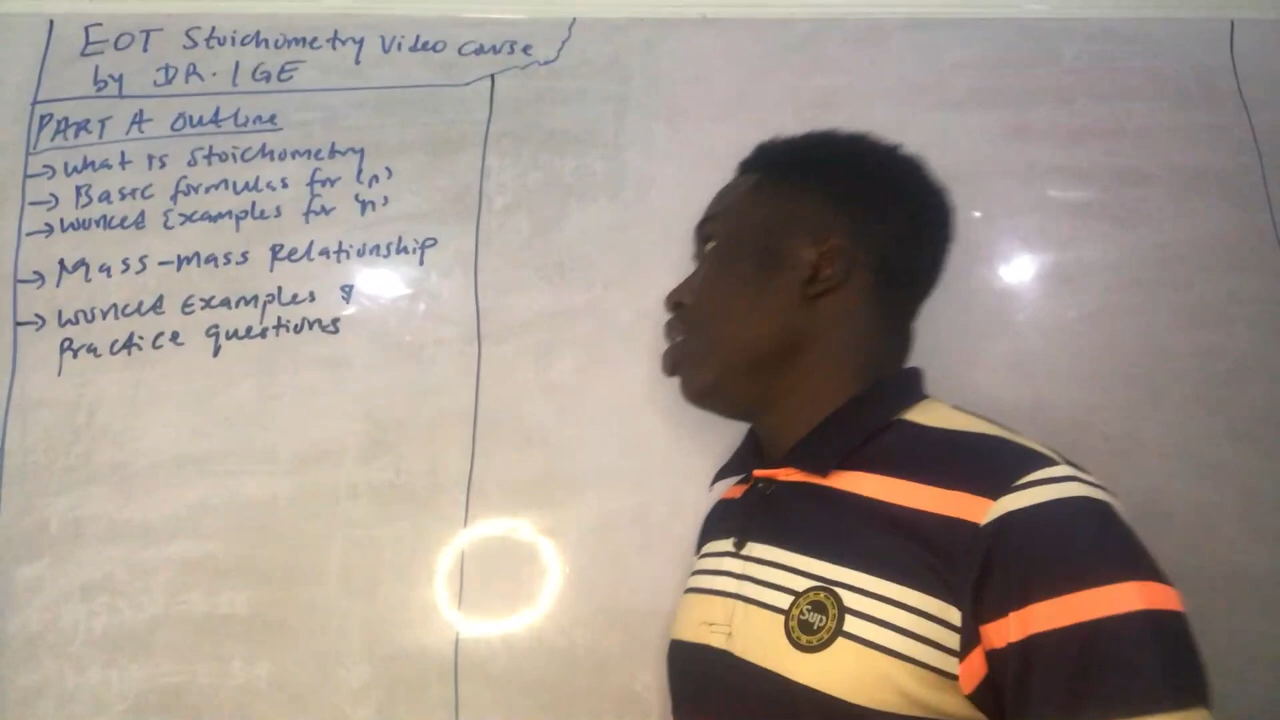 EOT Stoichometry Video course
by DR. IGE
PART A outline
→ what is Stoichometry
→ Basic formulas for 'n'
→ worked Examples for 'n'
→ Mass-mass Relationship
→ worked Examples &
Practice questions
Sup